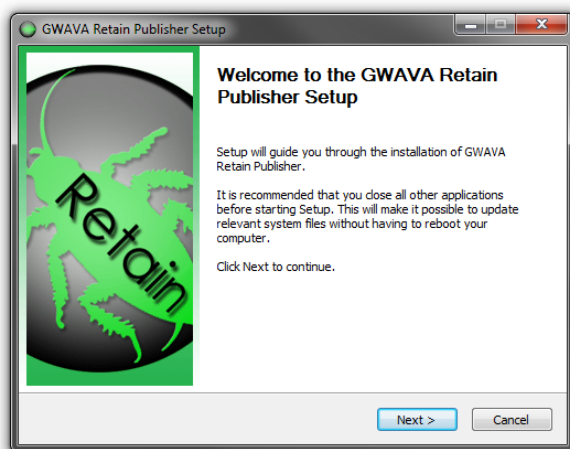 GWAVA Retain Publisher Setup
Welcome to the GWAVA Retain
Publisher Setup
Setup will guide you through the installation of GWAVA
Retain Publisher.
It is recommended that you close all other applications
before starting Setup. This will make it possible to update
relevant system files without having to reboot your
computer.
Click Next to continue.
Retain
Next >
Cancel